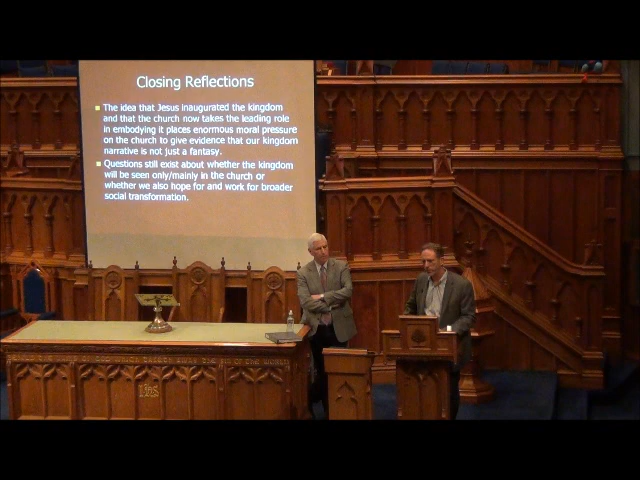 Closing Reflections
The idea that Jesus inaugurated the kingdom
and that the church now takes the leading role
in embodying it places enormous moral pressure
on the church to give evidence that our kingdom
narrative is not just a fantasy.
Questions still exist about whether the kingdom
will be seen only/mainly in the church or
whether we also hope for and work for broader
social transformation.
IHS